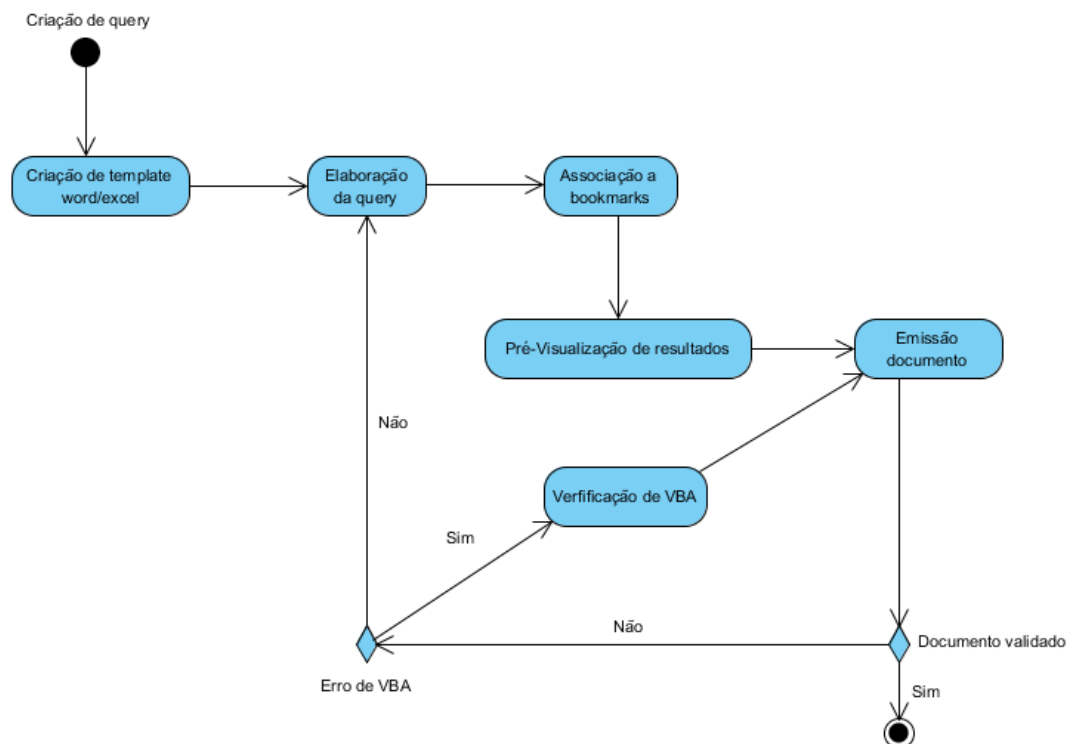 Criação de query
Criação de template
word/excel
Elaboração
da query
Associação a
bookmarks
Pré-Visualização de resultados
Emissão
documento
Não
Verfificação de VBA
Sim
Não
Documento validado
Erro de VBA
Sim